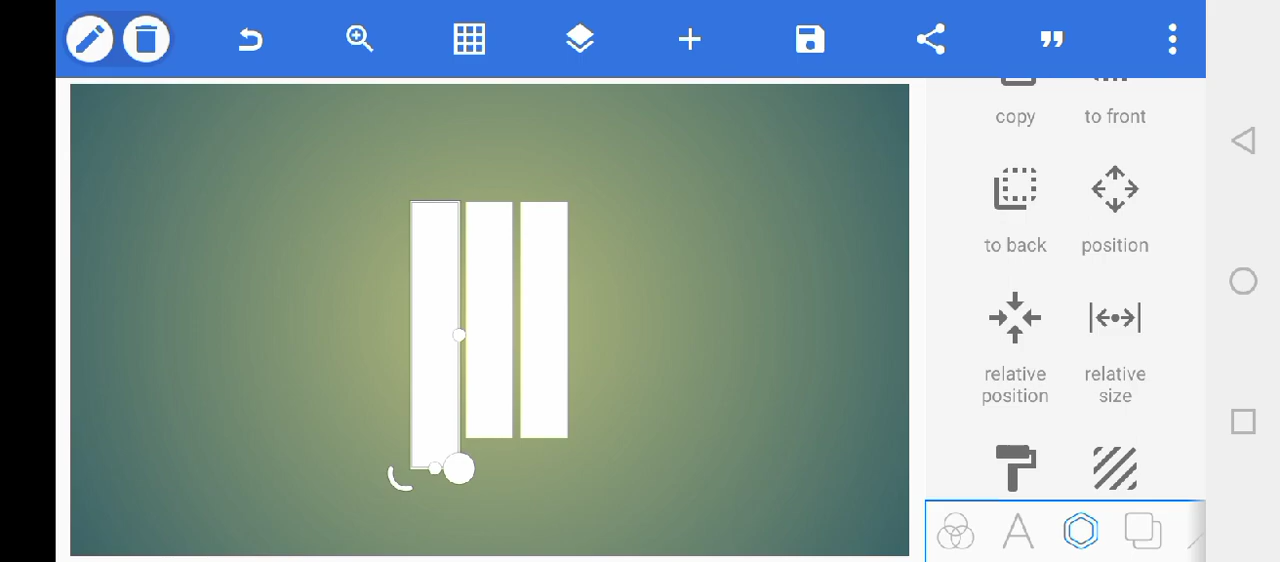 copy
to front
to back
position
relative
position
relative
size